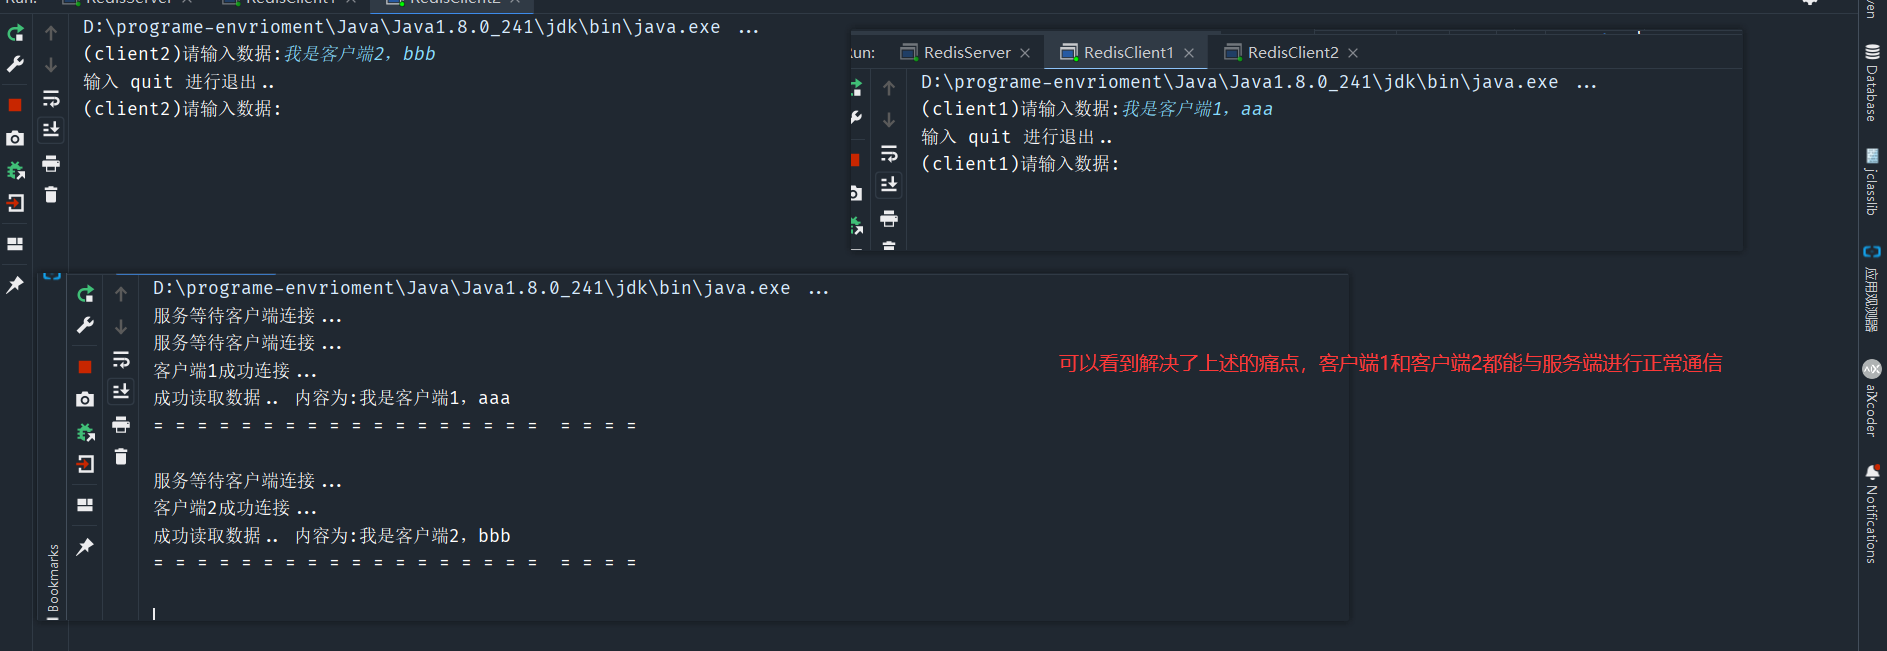 Run:
RedisServer ×
RedisClient1 ×
RedisClient2 ×
D:\programe-envrioment\Java\Java1.8.0_241\jdk\bin\java.exe ...
(client2)请输入数据:我是客户端2，bbb
输入 quit 进行退出..
(client2)请输入数据:
un:
RedisServer ×
RedisClient1 ×
RedisClient2 ×
D:\programe-envrioment\Java\Java1.8.0_241\jdk\bin\java.exe ...
(client1)请输入数据:我是客户端1，aaa
输入 quit 进行退出..
(client1)请输入数据:
D:\programe-envrioment\Java\Java1.8.0_241\jdk\bin\java.exe ...
服务等待客户端连接...
服务等待客户端连接...
客户端1成功连接...
成功读取数据.. 内容为:我是客户端1，aaa
= = = = = = = = = = = = = = = = = = = = = =
服务等待客户端连接...
客户端2成功连接...
成功读取数据.. 内容为:我是客户端2，bbb
= = = = = = = = = = = = = = = = = = = = = =
可以看到解决了上述的痛点，客户端1和客户端2都能与服务端进行正常通信
Bookmarks
ven
Database
jclasslib
应用观测器
aiXcoder
Notifications